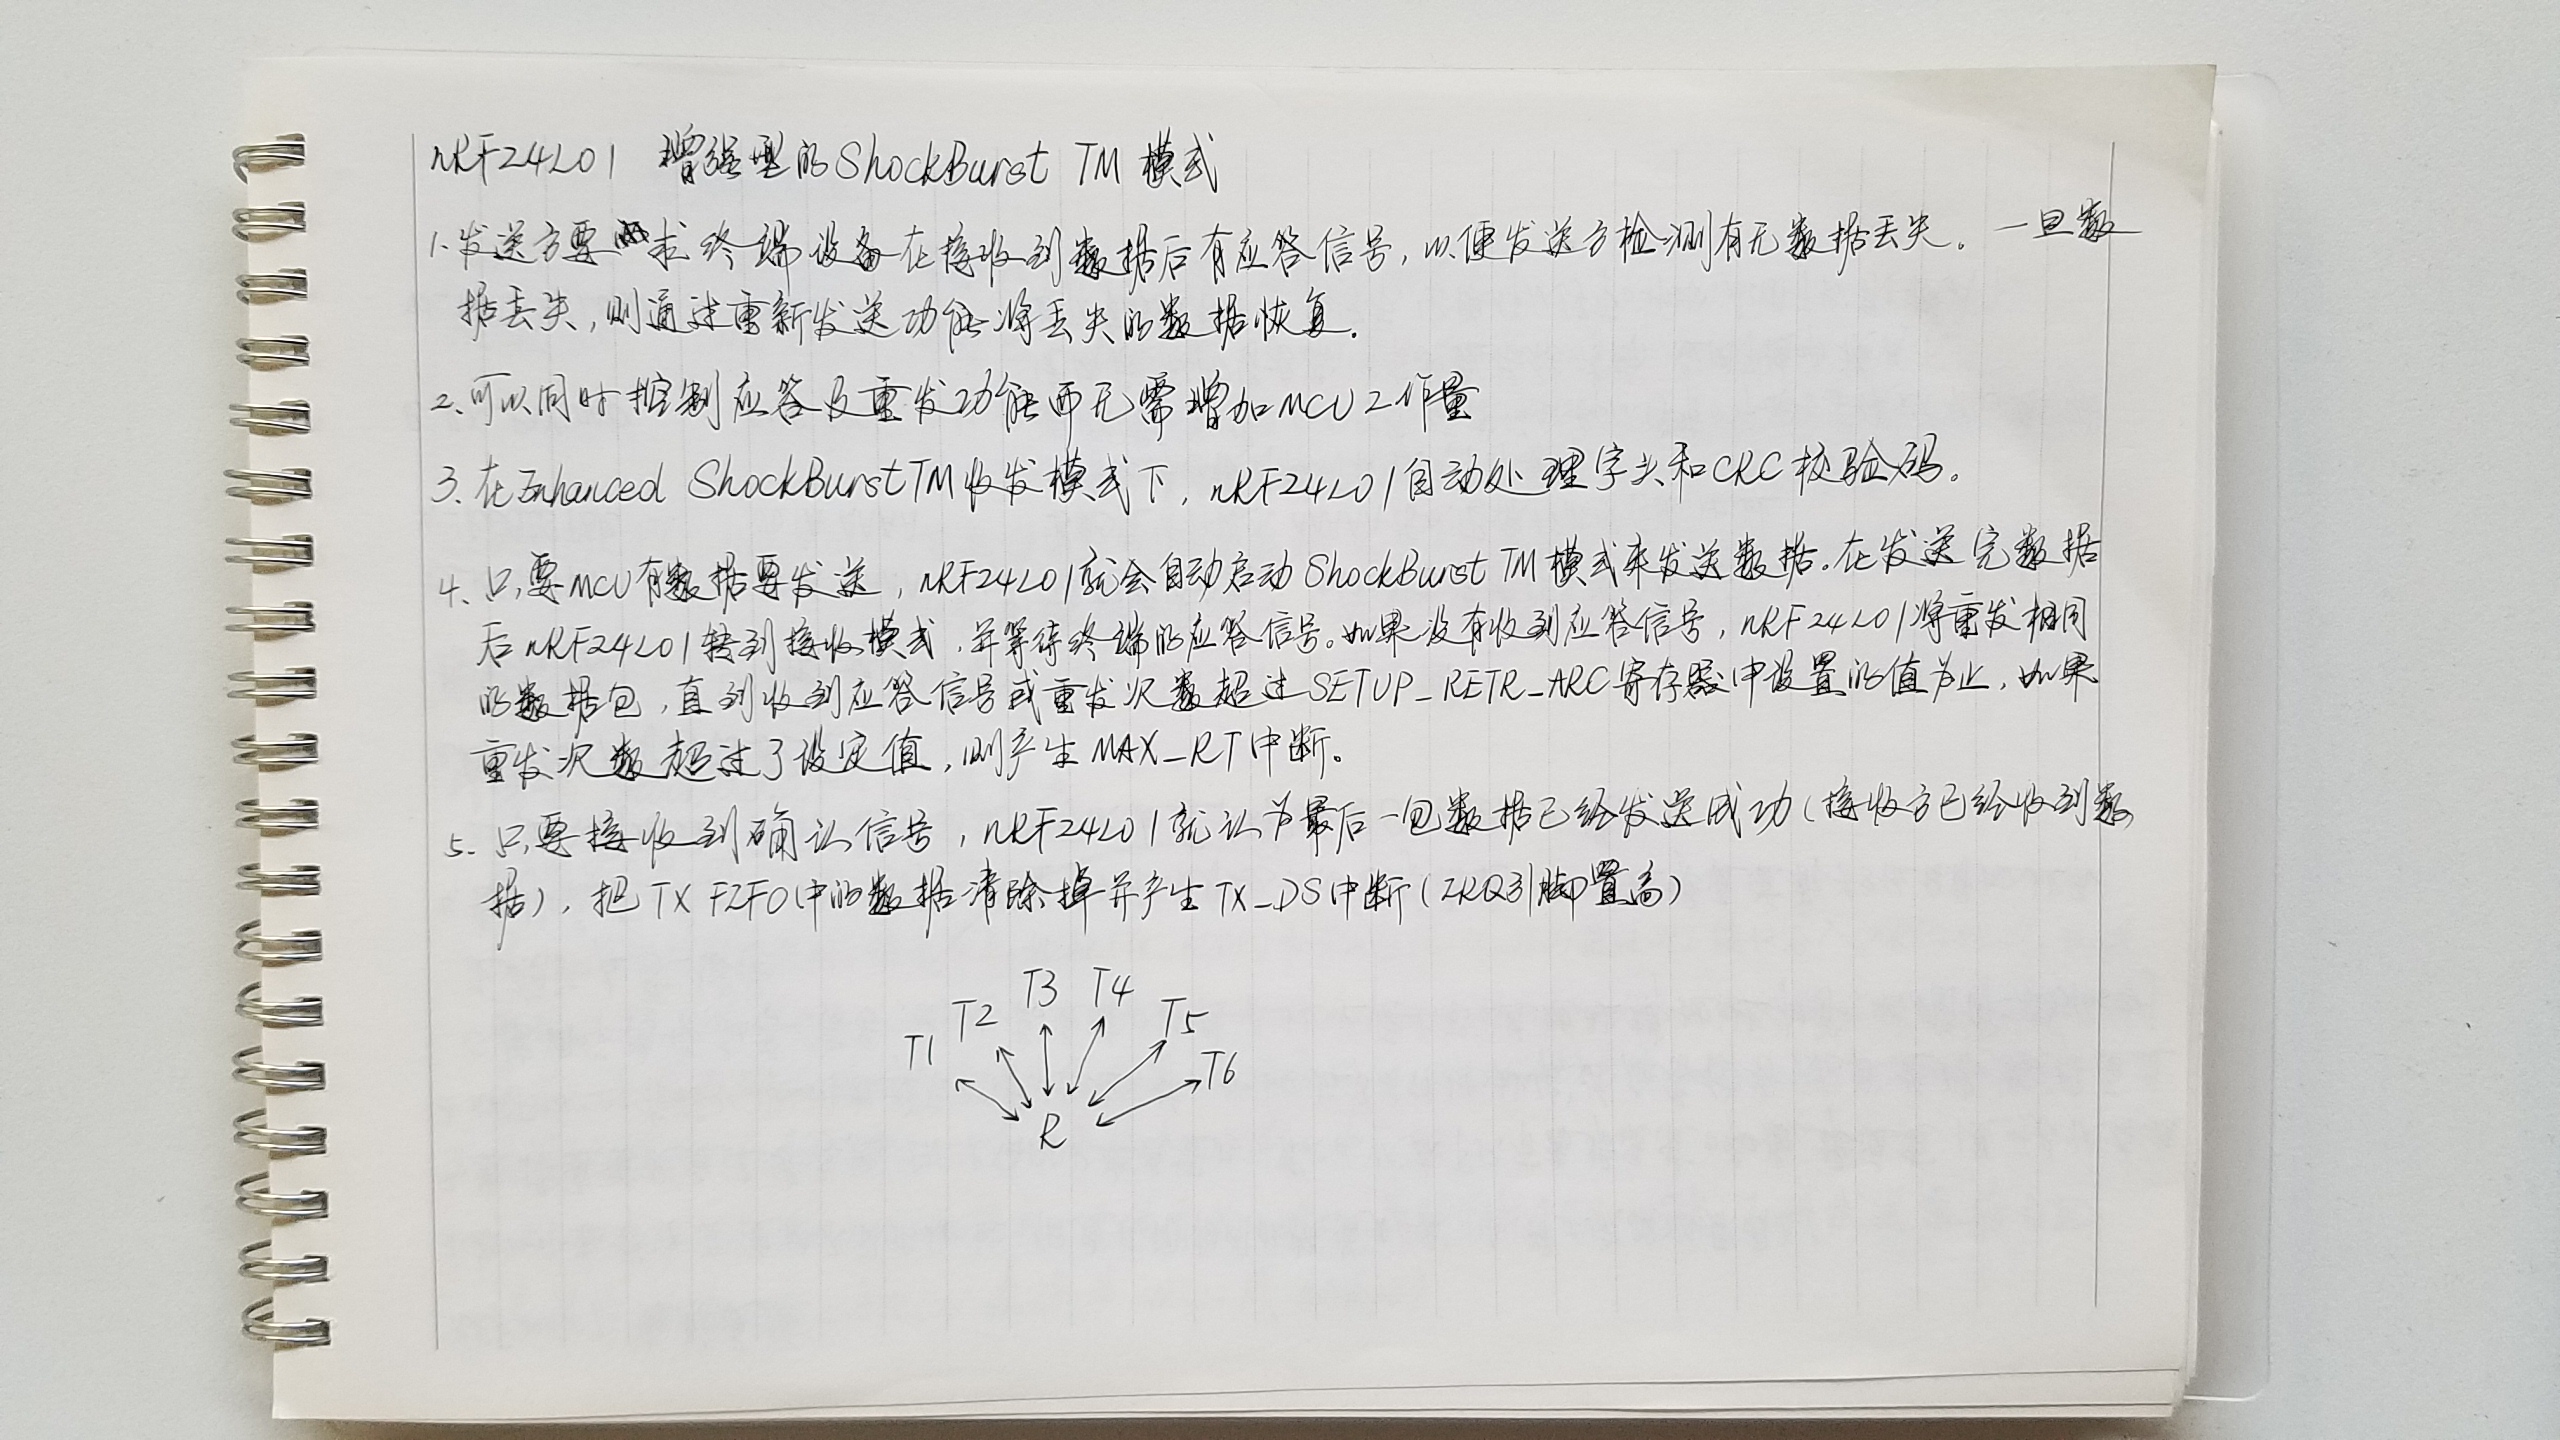 nRF24L01 增强型的ShockBurst TM 模式
1.发送方要求终端设备在接收到数据后有应答信号,以便发送方检测有无数据丢失。一旦数
据丢失,则通过重新发送功能将丢失的数据恢复.
2、可以同时控制应答及重发功能而无需增加MCU工作量
3、在Enhanced ShockBurstTM收发模式下,nRF24L01自动处理字头和CRC校验码。
4、只要MCU有数据要发送,nRF24L01就会自动启动ShockBurst TM模式来发送数据.在发送完数据
后nRF24L01转到接收模式,并等待终端的应答信号。如果没有收到应答信号,nRF24L01将重发相同
的数据包,直到收到应答信号或重发次数超过SETUP_RETR_ARC寄存器中设置的值为止,如果
重发次数超过了设定值,则产生MAX_RT中断。
5.只要接收到确认信号,nRF24L01就认为最后一包数据已经发送成功(接收方已经收到数
据),把TX FIFO中的数据清除掉并产生TX_DS中断(IRQ引脚置高)
T3 T4
T2 T5
T1 T6
R